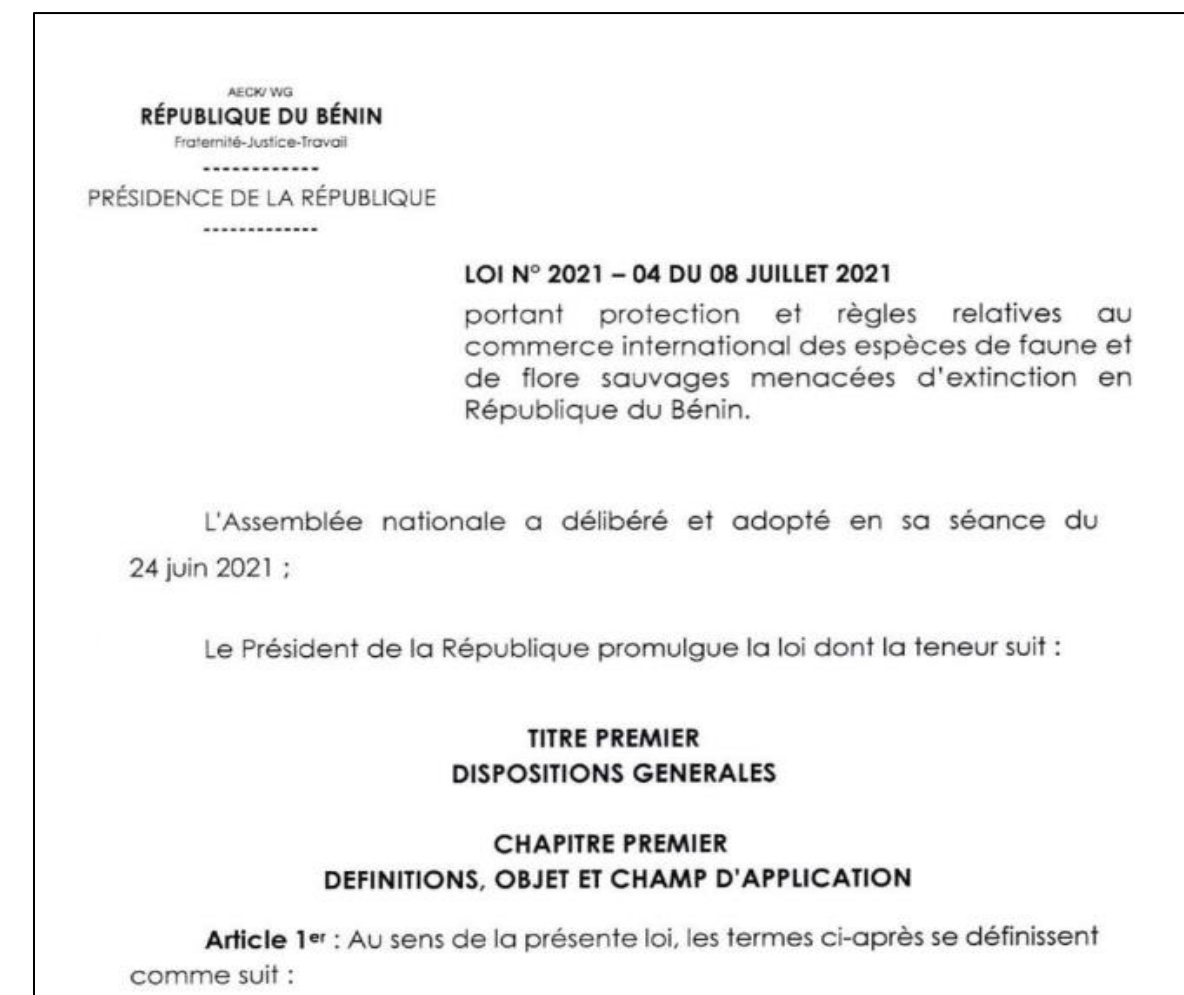 AECK/ WG
RÉPUBLIQUE DU BÉNIN
Fraternité-Justice-Travail
------------
PRÉSIDENCE DE LA RÉPUBLIQUE
------------
LOI N° 2021 – 04 DU 08 JUILLET 2021
portant protection et règles relatives au
commerce international des espèces de faune et
de flore sauvages menacées d'extinction en
République du Bénin.
L'Assemblée nationale a délibéré et adopté en sa séance du
24 juin 2021 ;
Le Président de la République promulgue la loi dont la teneur suit :
TITRE PREMIER
DISPOSITIONS GENERALES
CHAPITRE PREMIER
DEFINITIONS, OBJET ET CHAMP D'APPLICATION
Article 1er : Au sens de la présente loi, les termes ci-après se définissent
comme suit :